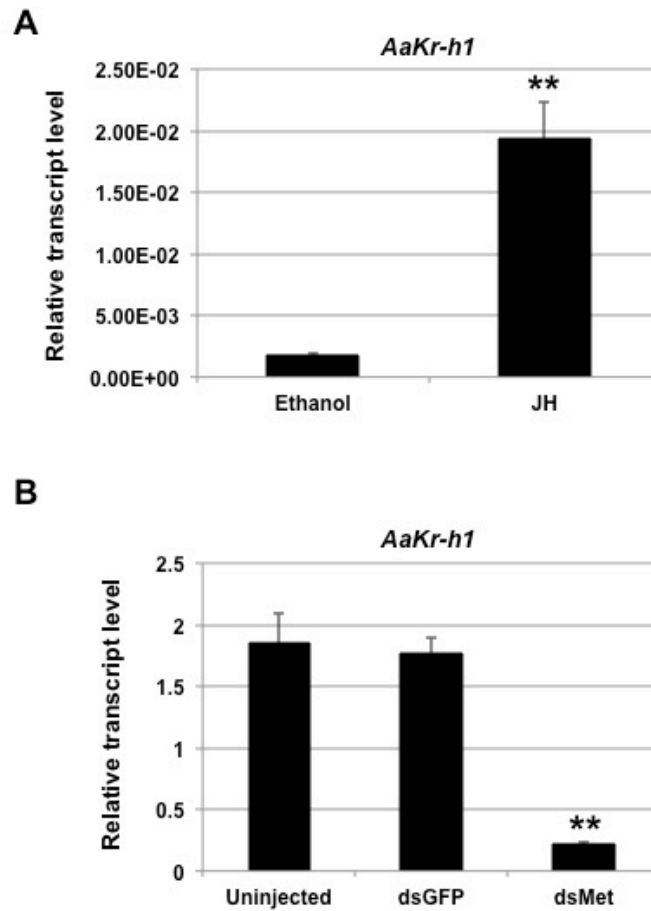 A
AaKr-h1
Relative transcript level
2.50E-02
2.00E-02
1.50E-02
1.00E-02
5.00E-03
0.00E+00
**
Ethanol
JH
B
AaKr-h1
Relative transcript level
2.5
2
1.5
1
0.5
0
**
Uninjected
dsGFP
dsMet